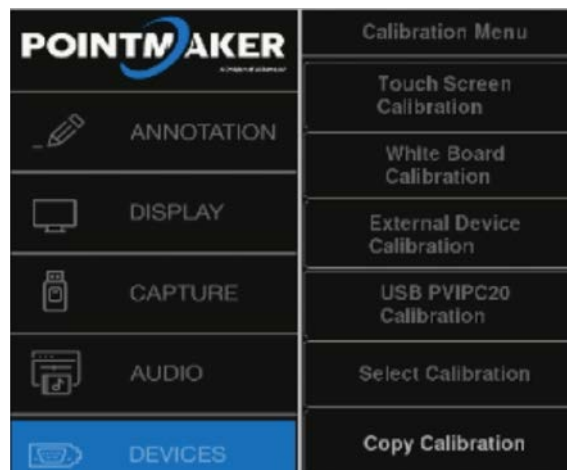 POINTMAKER
ANNOTATION
DISPLAY
CAPTURE
AUDIO
DEVICES
Calibration Menu
Touch Screen
Calibration
White Board
Calibration
External Device
Calibration
USB PVIPC20
Calibration
Select Calibration
Copy Calibration